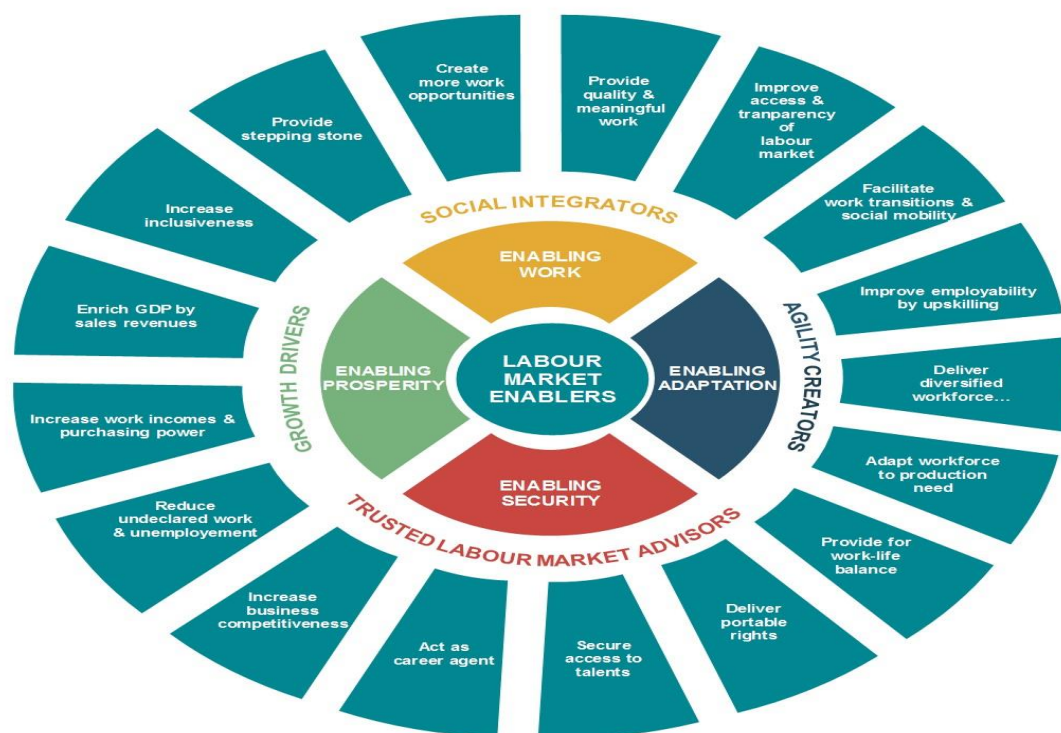 Create
more work
opportunities
Provide
quality &
meaningful
work
Improve
access &
tranparency
of
labour
market
Facilitate
work transitions &
social mobility
Improve employability
by upskilling
Deliver
diversified
workforce...
Adapt workforce
to production
need
Provide for
work-life
balance
Deliver
portable
rights
Secure
access to
talents
Act as
career agent
Increase
business
competitiveness
Reduce
undeclared work
& unemployement
Increase work incomes &
purchasing power
Enrich GDP by
sales revenues
Increase
inclusiveness
Provide
stepping stone
SOCIAL INTEGRATORS
AGILITY CREATORS
TRUSTED LABOUR MARKET ADVISORS
GROWTH DRIVERS
ENABLING
WORK
ENABLING
ADAPTATION
ENABLING
SECURITY
ENABLING
PROSPERITY
LABOUR
MARKET
ENABLERS